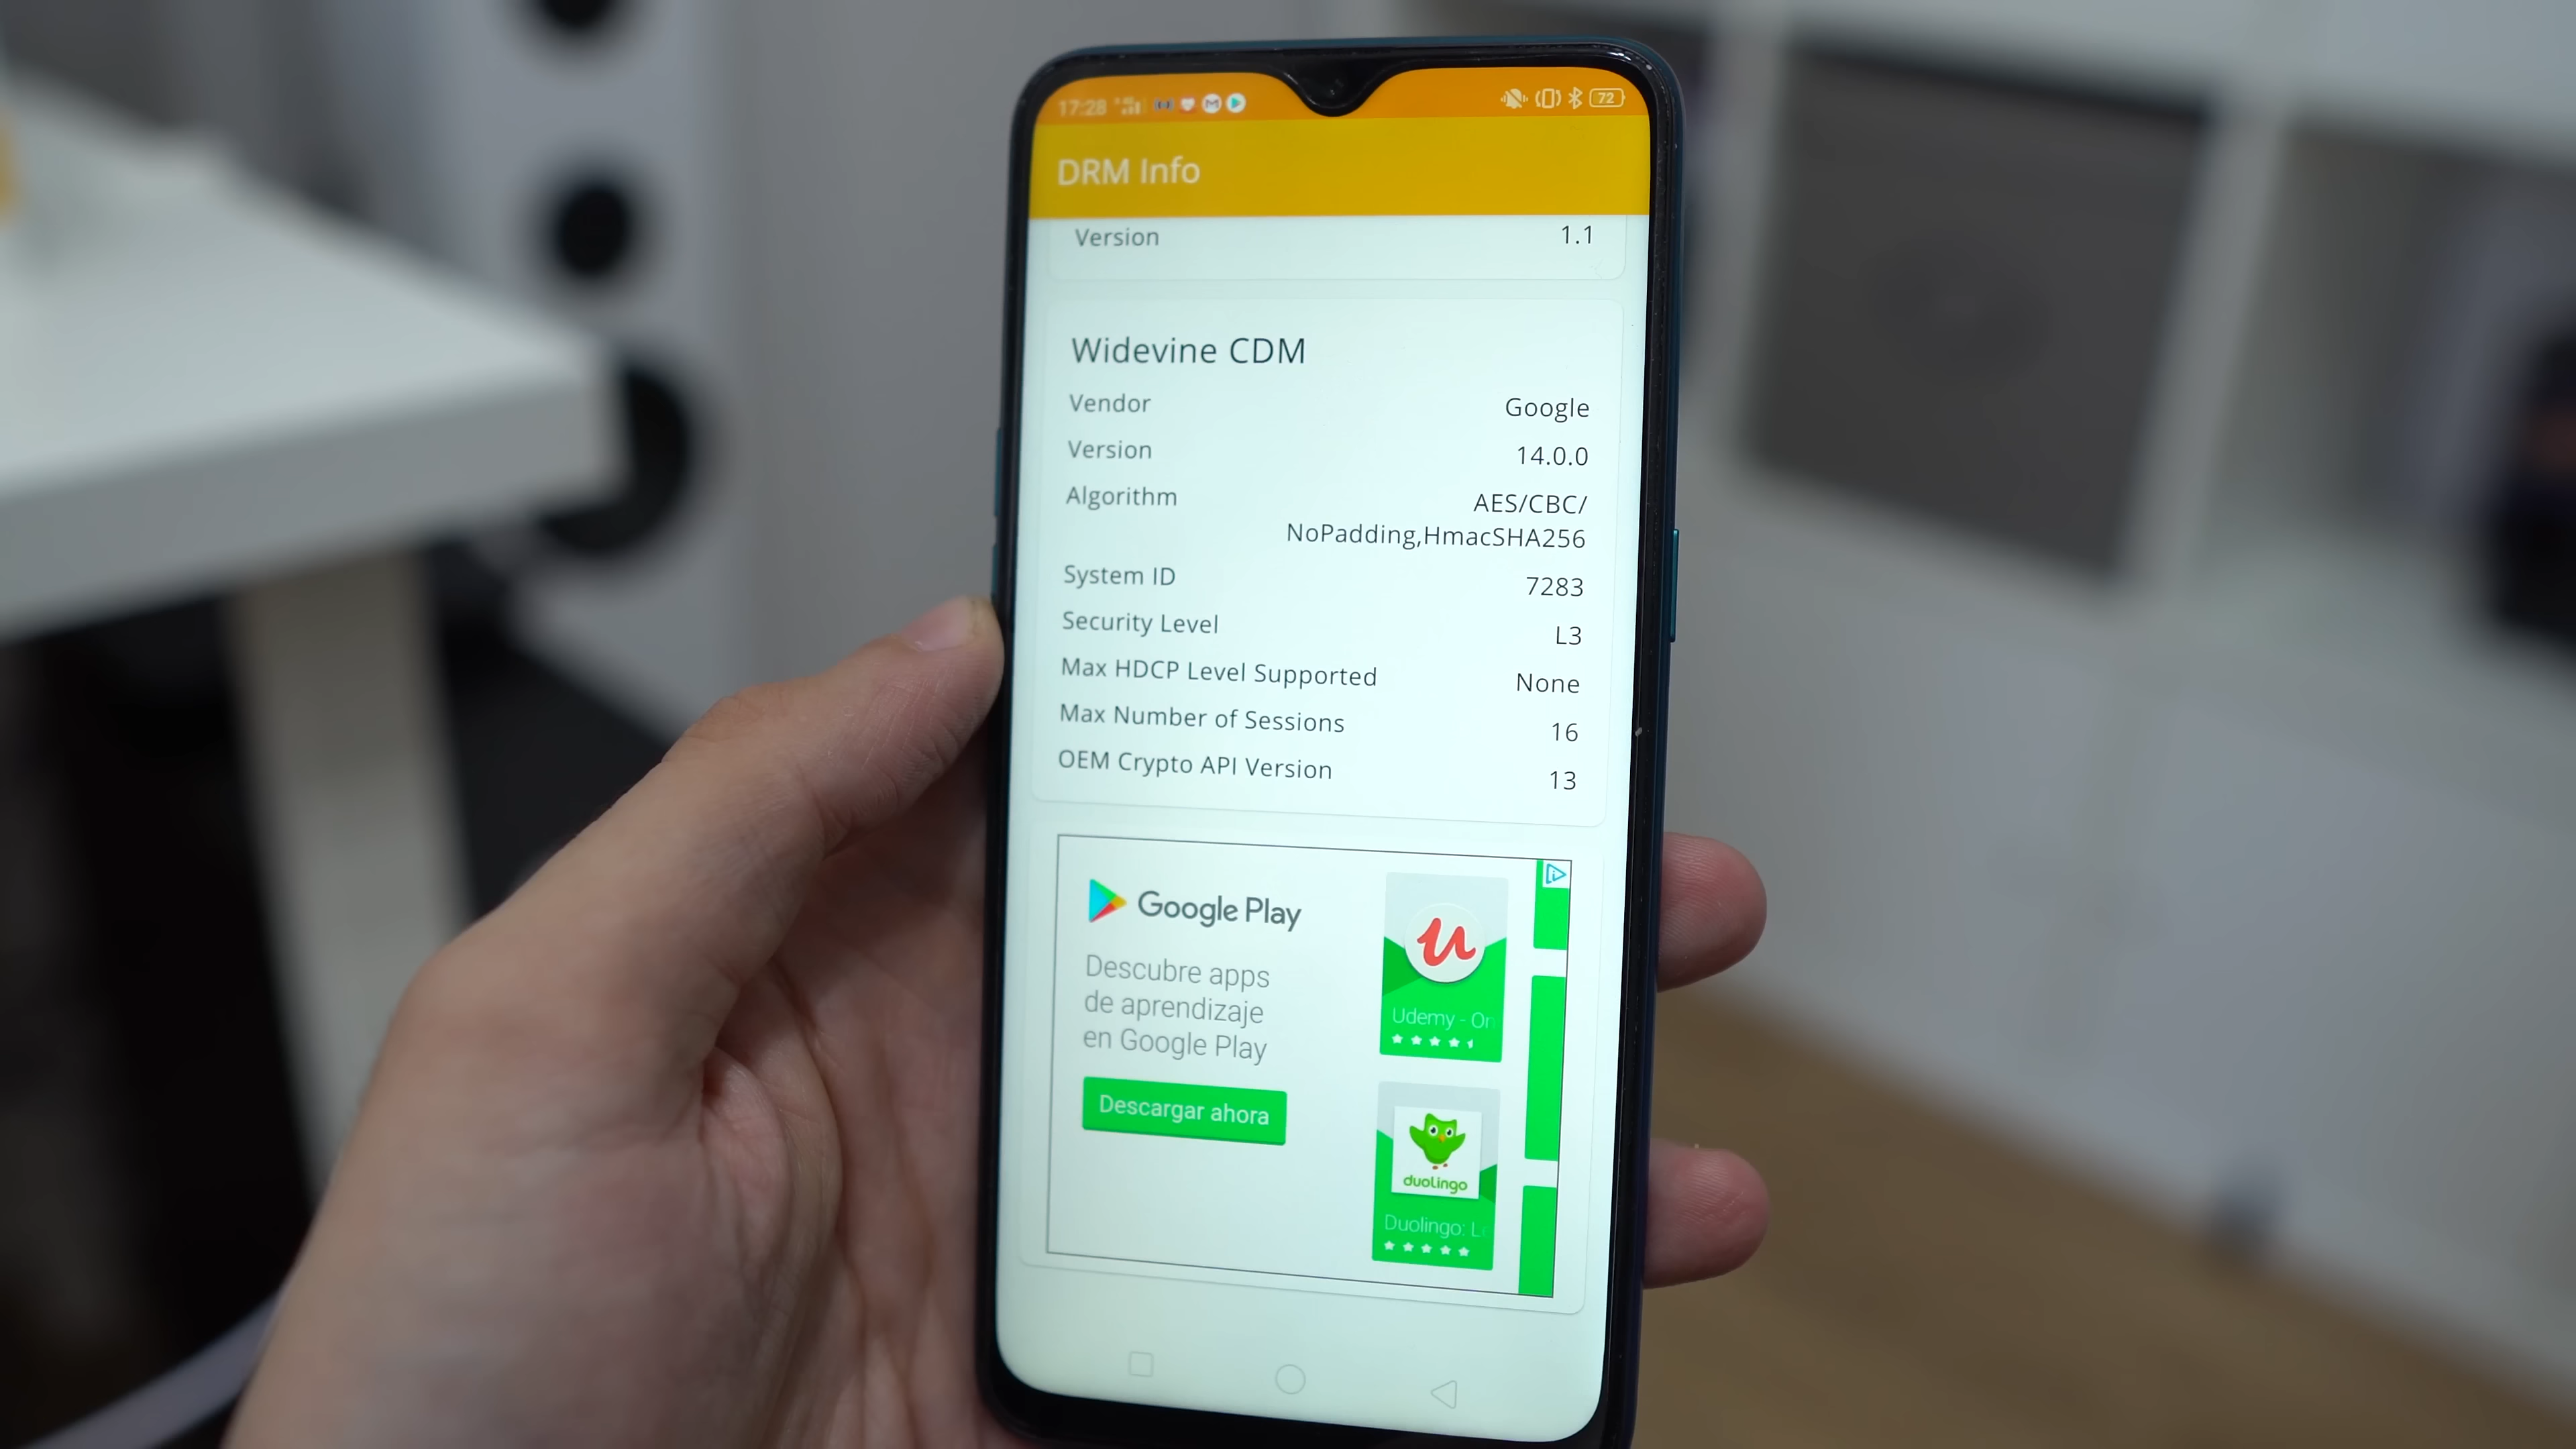 17:28
72
DRM Info
Version 1.1
Widevine CDM
Vendor Google
Version 14.0.0
Algorithm AES/CBC/
NoPadding,HmacSHA256
System ID 7283
Security Level L3
Max HDCP Level Supported None
Max Number of Sessions 16
OEM Crypto API Version 13
Google Play
Descubre apps
de aprendizaje
en Google Play
Descargar ahora
u
Udemy - On
duolingo
Duolingo: L